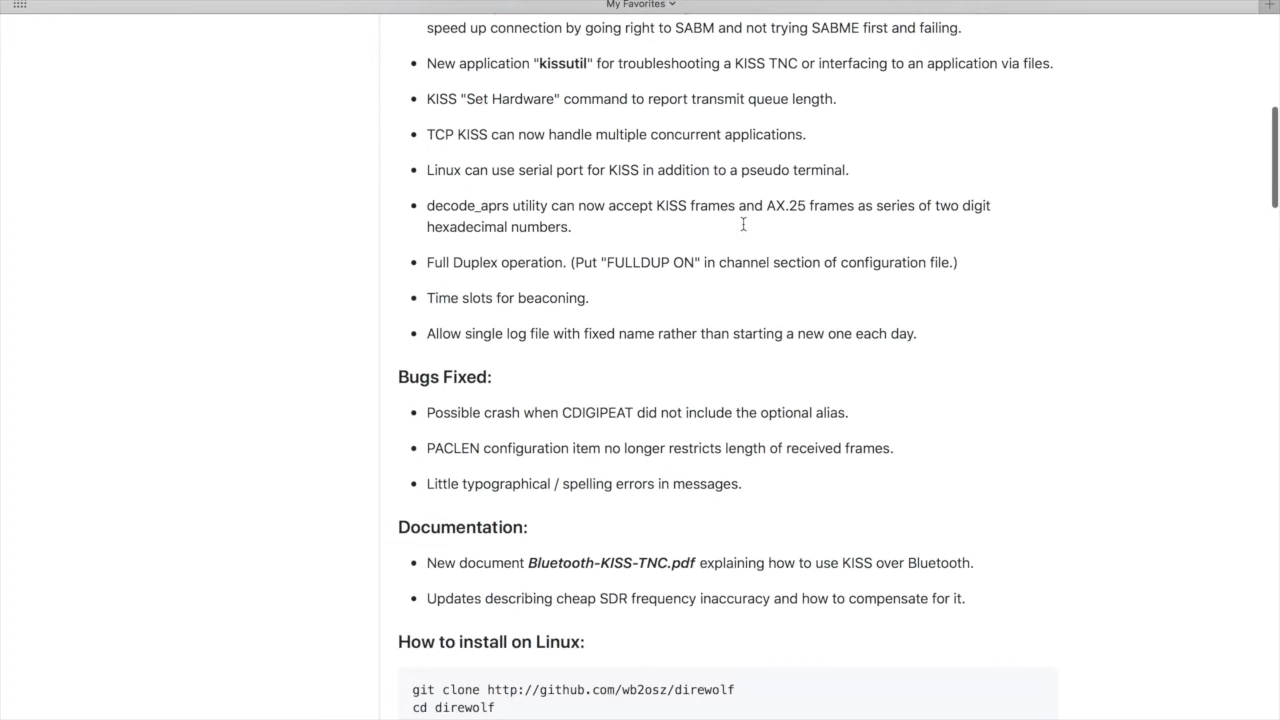 My Favorites
speed up connection by going right to SABM and not trying SABME first and failing.
New application "kissutil" for troubleshooting a KISS TNC or interfacing to an application via files.
KISS "Set Hardware" command to report transmit queue length.
TCP KISS can now handle multiple concurrent applications.
Linux can use serial port for KISS in addition to a pseudo terminal.
decode_aprs utility can now accept KISS frames and AX.25 frames as series of two digit
hexadecimal numbers.
Full Duplex operation. (Put "FULLDUP ON" in channel section of configuration file.)
Time slots for beaconing.
Allow single log file with fixed name rather than starting a new one each day.
Bugs Fixed:
Possible crash when CDIGIPEAT did not include the optional alias.
PACLEN configuration item no longer restricts length of received frames.
Little typographical / spelling errors in messages.
Documentation:
New document Bluetooth-KISS-TNC.pdf explaining how to use KISS over Bluetooth.
Updates describing cheap SDR frequency inaccuracy and how to compensate for it.
How to install on Linux:
git clone http://github.com/wb2osz/direwolf
cd direwolf